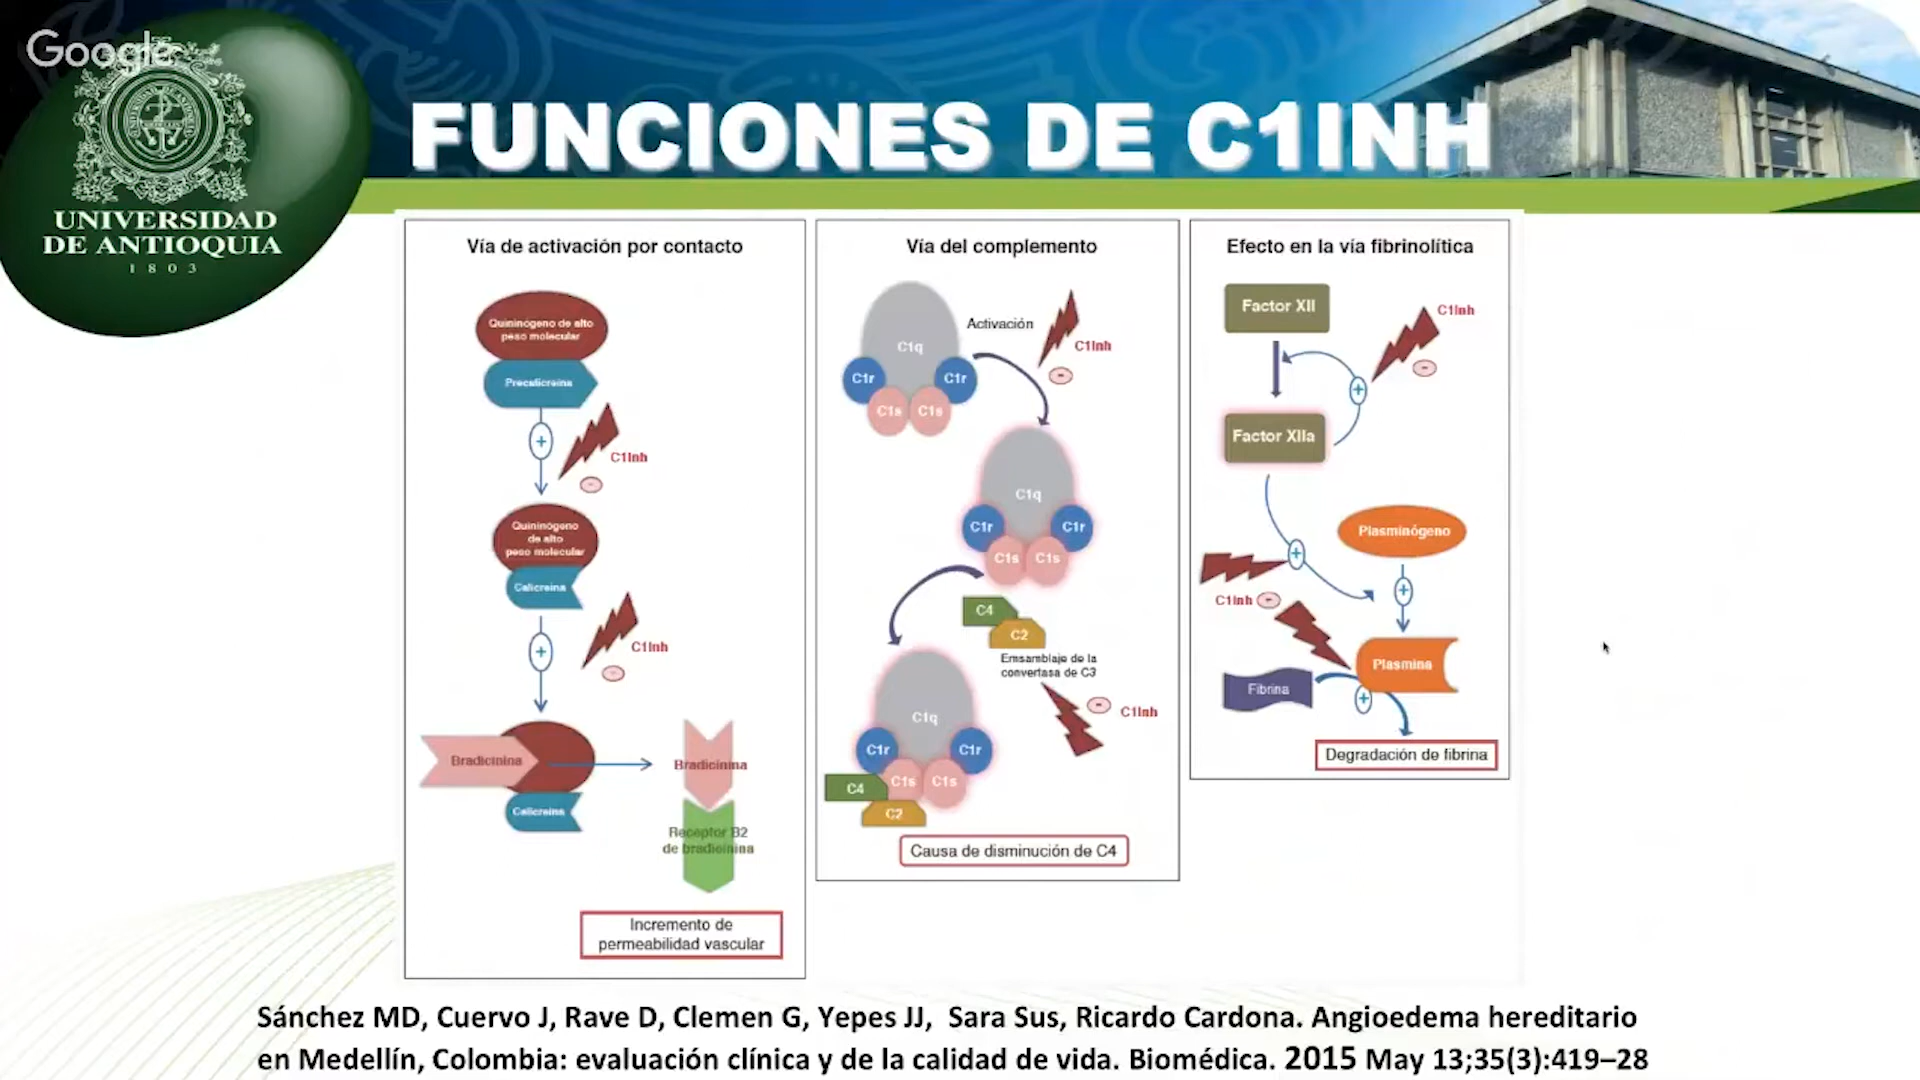 Google
UNIVERSIDAD
DE ANTIOQUIA
1803
FUNCIONES DE C1INH
Vía de activación por contacto
Quininógeno de alto
peso molecular
Precalicreína
+
C1Inh
-
Quininógeno
de alto
peso molecular
Calicreína
+
C1Inh
-
Bradicinina
Calicreína
Bradicinina
Receptor B2
de bradicinina
Incremento de
permeabilidad vascular
Vía del complemento
C1q
C1r
C1r
C1s
C1s
Activación
C1Inh
-
C1q
C1r
C1r
C1s
C1s
C4
C2
Emsamblaje de la
convertasa de C3
-
C1Inh
C1q
C1r
C1r
C1s
C1s
C4
C2
Causa de disminución de C4
Efecto en la vía fibrinolítica
Factor XII
C1Inh
-
+
Factor XIIa
Plasminógeno
+
+
C1Inh
-
Plasmina
Fibrina
+
Degradación de fibrina
Sánchez MD, Cuervo J, Rave D, Clemen G, Yepes JJ, Sara Sus, Ricardo Cardona. Angioedema hereditario
en Medellín, Colombia: evaluación clínica y de la calidad de vida. Biomédica. 2015 May 13;35(3):419–28